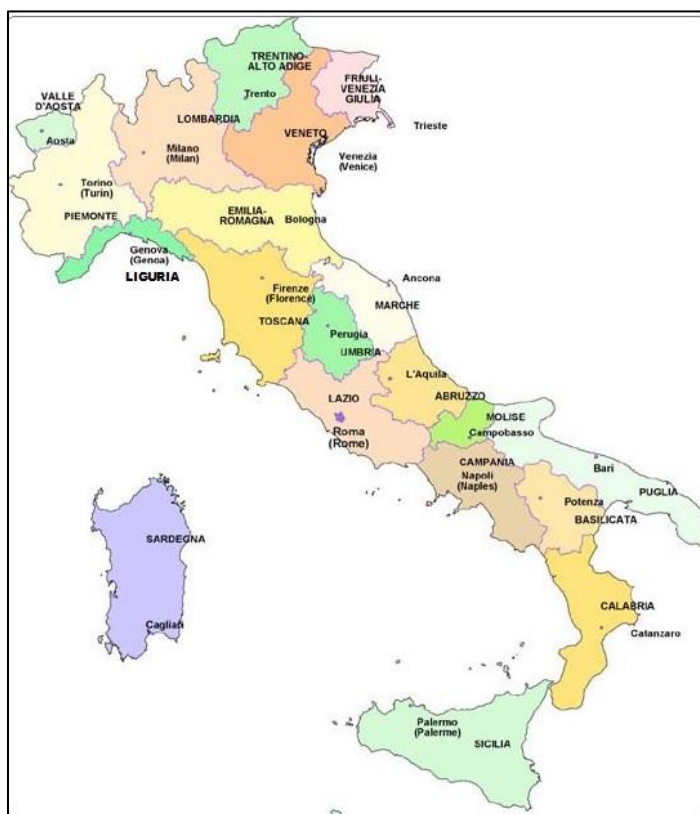 TRENTINO-
ALTO ADIGE
Trento
FRIULI-
VENEZIA
GIULIA
Trieste
VALLE
D'AOSTA
Aosta
LOMBARDIA
Milano
(Milan)
VENETO
Venezia
(Venice)
Torino
(Turin)
PIEMONTE
EMILIA-
ROMAGNA
Bologna
Genova
(Genoa)
LIGURIA
Firenze
(Florence)
TOSCANA
Ancona
MARCHE
Perugia
UMBRIA
L'Aquila
ABRUZZO
LAZIO
Roma
(Rome)
MOLISE
Campobasso
CAMPANIA
Napoli
(Naples)
Bari
PUGLIA
Potenza
BASILICATA
SARDEGNA
Cagliari
CALABRIA
Catanzaro
Palermo
(Palerme)
SICILIA